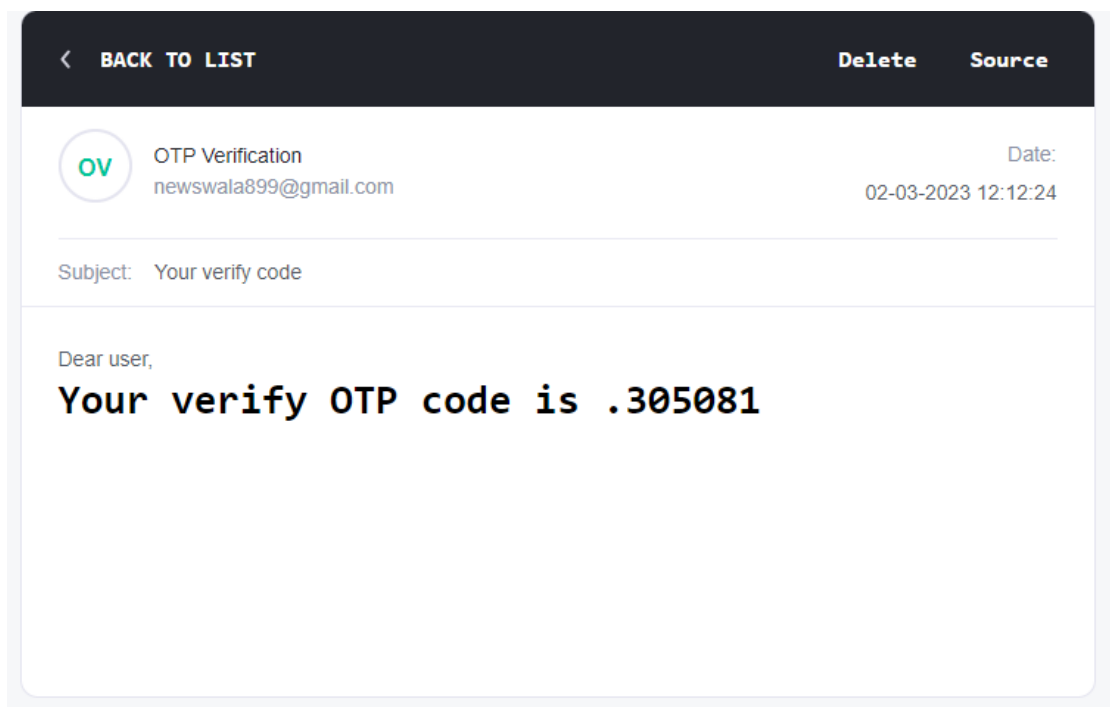 BACK TO LIST Delete Source
OV
OTP Verification
newswala899@gmail.com
Date:
02-03-2023 12:12:24
Subject: Your verify code
Dear user,
Your verify OTP code is .305081